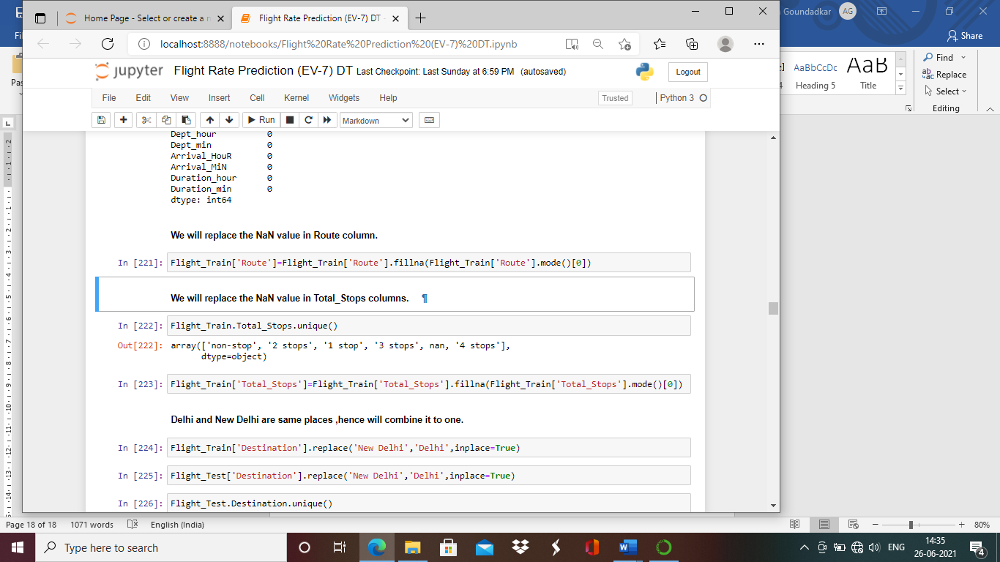 Home Page - Select or create a n
Flight Rate Prediction (EV-7) DT -
Goundadkar
AG
localhost:8888/notebooks/Flight%20Rate%20Prediction%20(EV-7)%20DT.ipynb
Share
jupyter Flight Rate Prediction (EV-7) DT Last Checkpoint: Last Sunday at 6:59 PM (autosaved)
Logout
File Edit View Insert Cell Kernel Widgets Help
Trusted
Python 3
Run
Markdown
AaBbCcDc
AaB
Heading 5
Title
Find
Replace
Select
Editing
Dept_hour 0
Dept_min 0
Arrival_HouR 0
Arrival_MiN 0
Duration_hour 0
Duration_min 0
dtype: int64
We will replace the NaN value in Route column.
In [221]: Flight_Train['Route']=Flight_Train['Route'].fillna(Flight_Train['Route'].mode()[0])
We will replace the NaN value in Total_Stops columns. ¶
In [222]: Flight_Train.Total_Stops.unique()
Out[222]: array(['non-stop', '2 stops', '1 stop', '3 stops', nan, '4 stops'],
dtype=object)
In [223]: Flight_Train['Total_Stops']=Flight_Train['Total_Stops'].fillna(Flight_Train['Total_Stops'].mode()[0])
Delhi and New Delhi are same places ,hence will combine it to one.
In [224]: Flight_Train['Destination'].replace('New Delhi','Delhi',inplace=True)
In [225]: Flight_Test['Destination'].replace('New Delhi','Delhi',inplace=True)
In [226]: Flight_Test.Destination.unique()
Page 18 of 18 1071 words English (India)
80%
Type here to search
ENG
14:35
26-06-2021
4